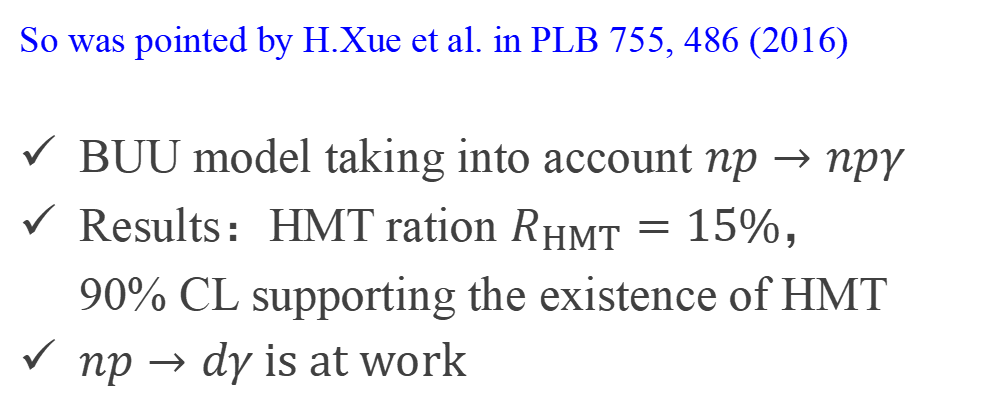 So was pointed by H.Xue et al. in PLB 755, 486 (2016)
✓ BUU model taking into account 𝑛𝑝 → 𝑛𝑝𝛾
✓ Results： HMT ration 𝑅HMT = 15%，
90% CL supporting the existence of HMT
✓ 𝑛𝑝 → 𝑑𝛾 is at work